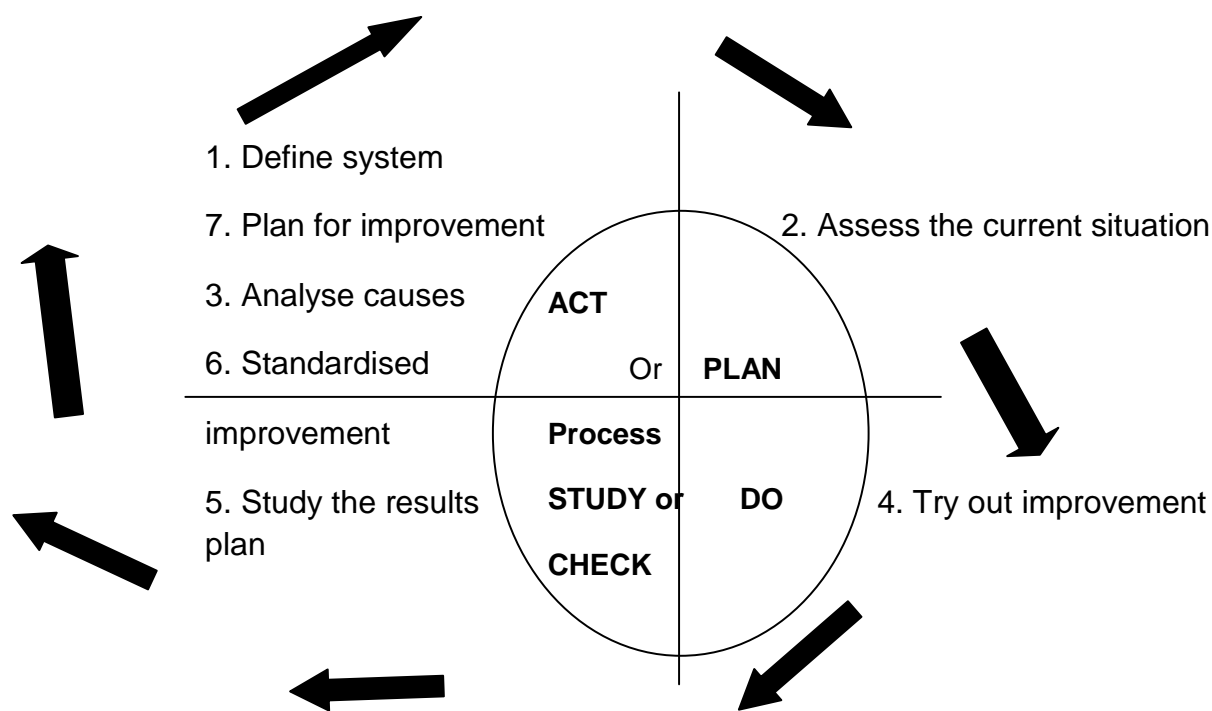 1. Define system
7. Plan for improvement
2. Assess the current situation
3. Analyse causes
ACT
6. Standardised
Or
PLAN
improvement
Process
5. Study the results
plan
STUDY or
DO
4. Try out improvement
CHECK